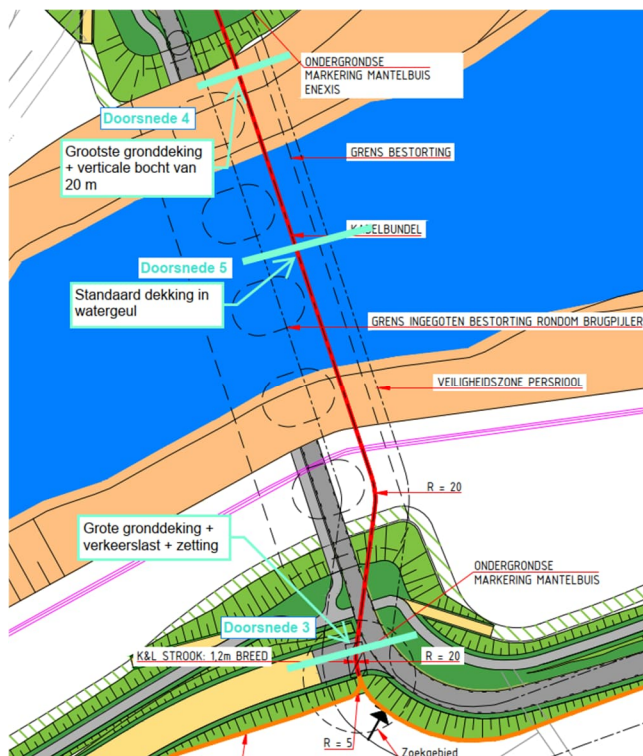 ONDERGRONDSE
MARKERING MANTELBUIS
ENEXIS
Doorsnede 4
Grootste gronddeking
+ verticale bocht van
20 m
GRENS BESTORTING
KABELBUNDEL
Doorsnede 5
Standaard dekking in
watergeul
GRENS INGEGOTEN BESTORTING RONDOM BRUGPIJLER
VEILIGHEIDSZONE PERSRIOOL
R = 20
Grote gronddeking +
verkeerslast + zetting
ONDERGRONDSE
MARKERING MANTELBUIS
Doorsnede 3
K&L STROOK: 1,2m BREED
R = 20
R = 5
Zoekgebied